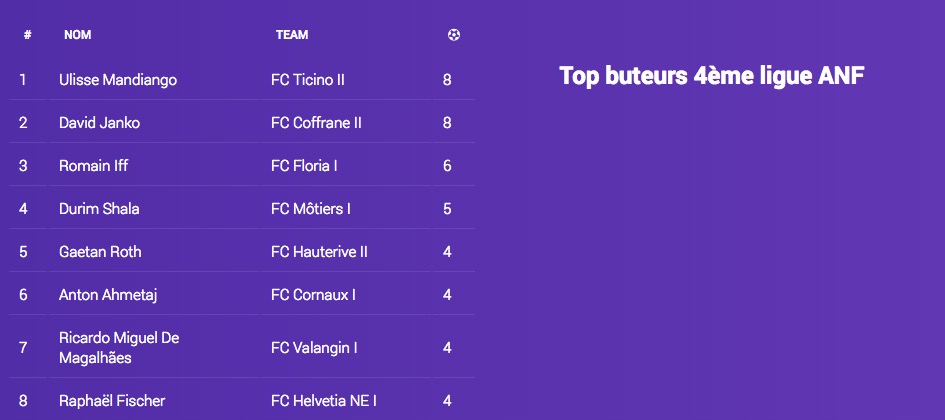 # NOM TEAM
Top buteurs 4ème ligue ANF
1 Ulisse Mandiango FC Ticino II 8
2 David Janko FC Coffrane II 8
3 Romain Iff FC Floria I 6
4 Durim Shala FC Môtiers I 5
5 Gaetan Roth FC Hauterive II 4
6 Anton Ahmetaj FC Cornaux I 4
7 Ricardo Miguel De
Magalhães FC Valangin I 4
8 Raphaël Fischer FC Helvetia NE I 4